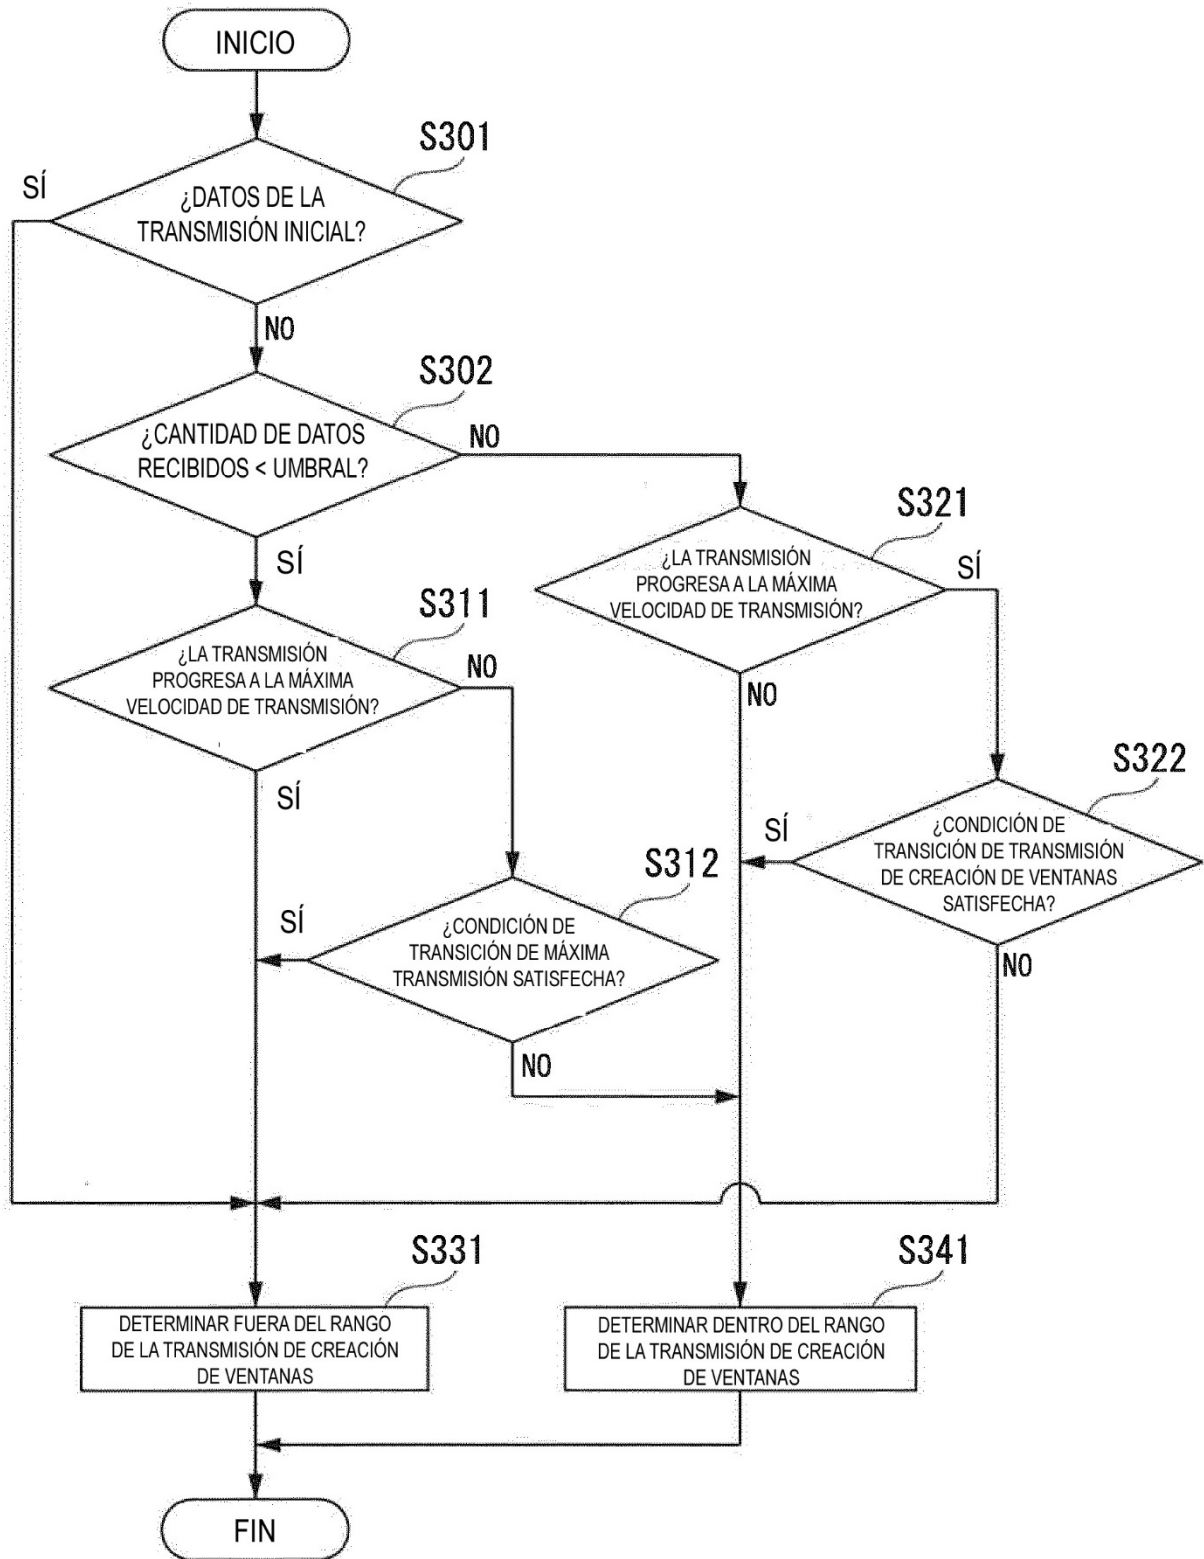 INICIO
S301
SÍ
¿DATOS DE LA
TRANSMISIÓN INICIAL?
NO
S302
¿CANTIDAD DE DATOS
RECIBIDOS < UMBRAL?
NO
SÍ
S321
¿LA TRANSMISIÓN
PROGRESA A LA MÁXIMA
VELOCIDAD DE TRANSMISIÓN?
SÍ
NO
S311
¿LA TRANSMISIÓN
PROGRESA A LA MÁXIMA
VELOCIDAD DE TRANSMISIÓN?
NO
SÍ
S322
SÍ
¿CONDICIÓN DE
TRANSICIÓN DE TRANSMISIÓN
DE CREACIÓN DE VENTANAS
SATISFECHA?
NO
S312
SÍ
¿CONDICIÓN DE
TRANSICIÓN DE MÁXIMA
TRANSMISIÓN SATISFECHA?
NO
S331
DETERMINAR FUERA DEL RANGO
DE LA TRANSMISIÓN DE CREACIÓN
DE VENTANAS
S341
DETERMINAR DENTRO DEL RANGO
DE LA TRANSMISIÓN DE CREACIÓN
DE VENTANAS
FIN